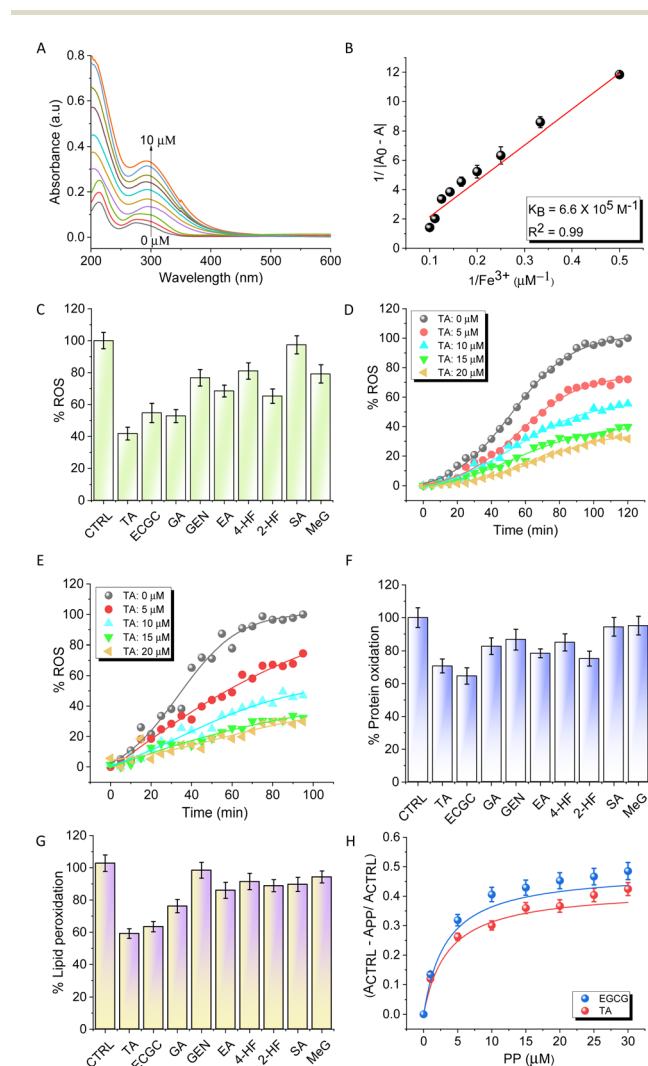 A
0.8
0.6
0.4
0.2
0.0
Absorbance (a.u)
10 µM
0 µM
200 300 400 500 600
Wavelength (nm)
B
12
10
8
6
4
2
0
1/ |A0 - A|
KB = 6.6 X 10⁵ M⁻¹
R² = 0.99
0.1 0.2 0.3 0.4 0.5
1/Fe³⁺ (µM⁻¹)
C
120
100
80
60
40
20
0
% ROS
CTRL TA ECGC GA GEN EA 4-HF 2-HF SA MeG
D
120
100
80
60
40
20
0
% ROS
TA: 0 µM
TA: 5 µM
TA: 10 µM
TA: 15 µM
TA: 20 µM
0 20 40 60 80 100 120
Time (min)
E
120
100
80
60
40
20
0
% ROS
TA: 0 µM
TA: 5 µM
TA: 10 µM
TA: 15 µM
TA: 20 µM
0 20 40 60 80 100
Time (min)
F
120
100
80
60
40
20
0
% Protein oxidation
CTRL TA ECGC GA GEN EA 4-HF 2-HF SA MeG
G
120
100
80
60
40
20
0
% Lipid peroxidation
CTRL TA ECGC GA GEN EA 4-HF 2-HF SA MeG
H
0.6
0.5
0.4
0.3
0.2
0.1
0.0
(ACTRL - APP/ ACTRL)
EGCG
TA
0 5 10 15 20 25 30
PP (µM)